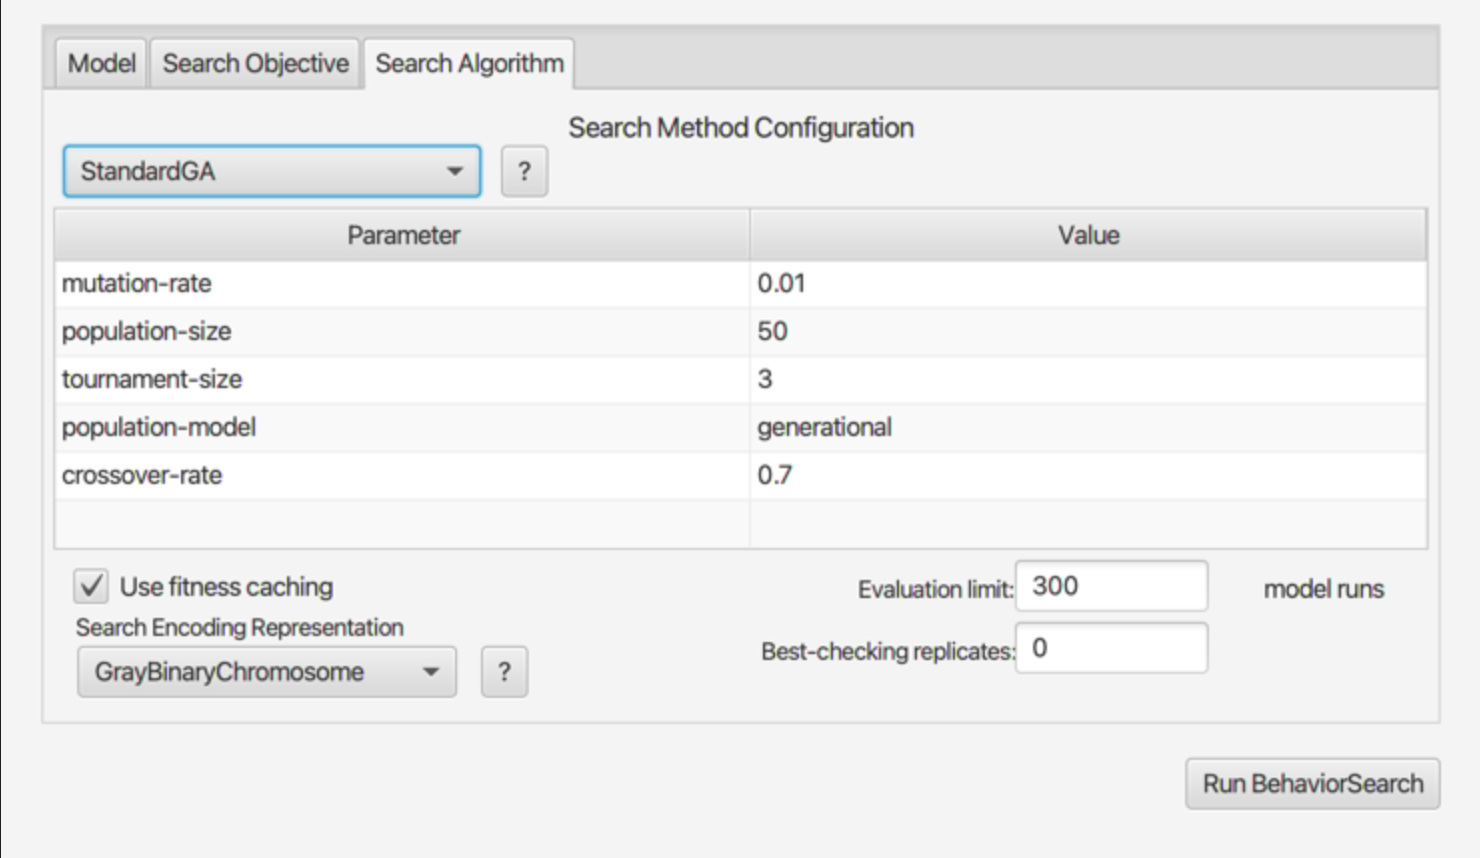 Model Search Objective Search Algorithm
Search Method Configuration
StandardGA ?
Parameter Value
mutation-rate 0.01
population-size 50
tournament-size 3
population-model generational
crossover-rate 0.7
Use fitness caching
Evaluation limit: 300 model runs
Search Encoding Representation
Best-checking replicates: 0
GrayBinaryChromosome ?
Run BehaviorSearch